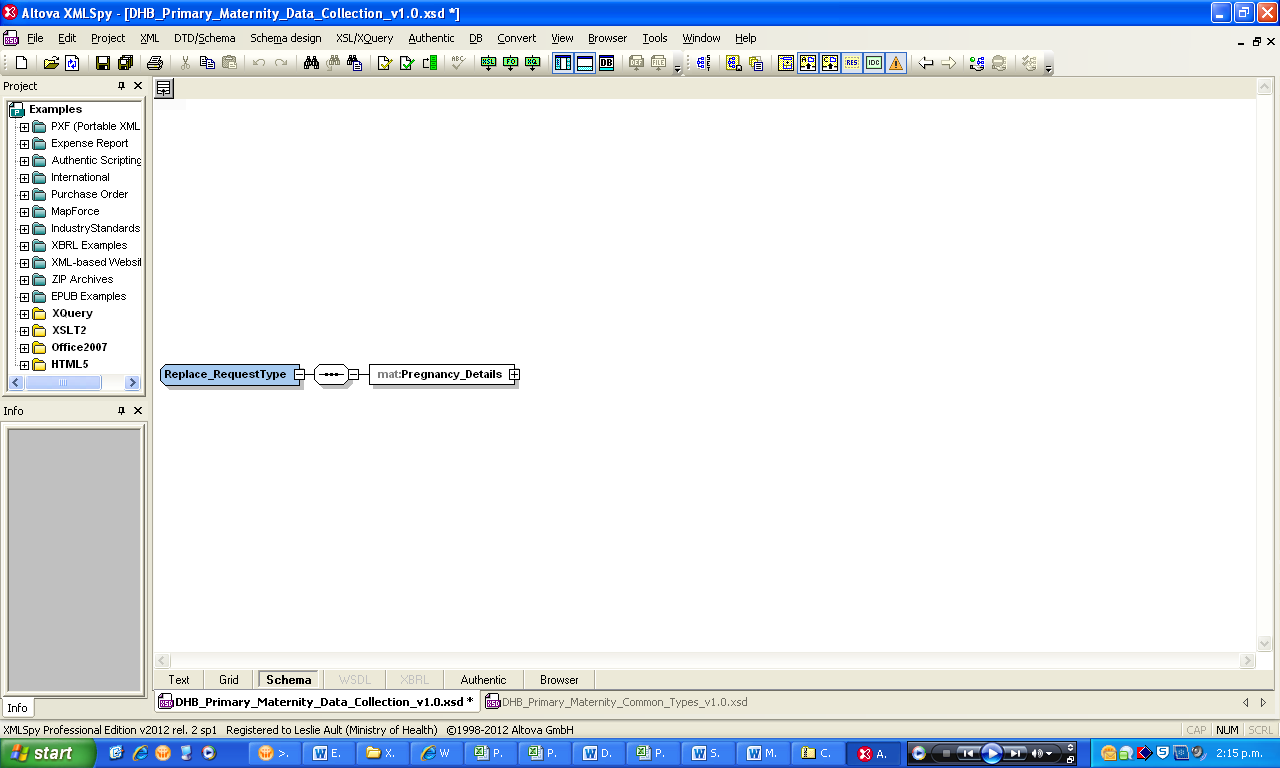 Altova XMLSpy - [DHB_Primary_Maternity_Data_Collection_v1.0.xsd *]
File Edit Project XML DTD/Schema Schema design XSL/XQuery Authentic DB Convert View Browser Tools Window Help
Project
Examples
PXF (Portable XML
Expense Report
Authentic Scripting
International
Purchase Order
MapForce
IndustryStandards
XBRL Examples
XML-based Websi
ZIP Archives
EPUB Examples
XQuery
XSLT2
Office2007
HTML5
Replace_RequestType
mat:Pregnancy_Details
Info
Text Grid Schema WSDL XBRL Authentic Browser
Info
DHB_Primary_Maternity_Data_Collection_v1.0.xsd * DHB_Primary_Maternity_Common_Types_v1.0.xsd
XMLSpy Professional Edition v2012 rel. 2 sp1 Registered to Leslie Ault (Ministry of Health) ©1998-2012 Altova GmbH CAP NUM SCRL
start >. E. X. W P. P. D. P. S. M. C. A. 2:15 p.m.